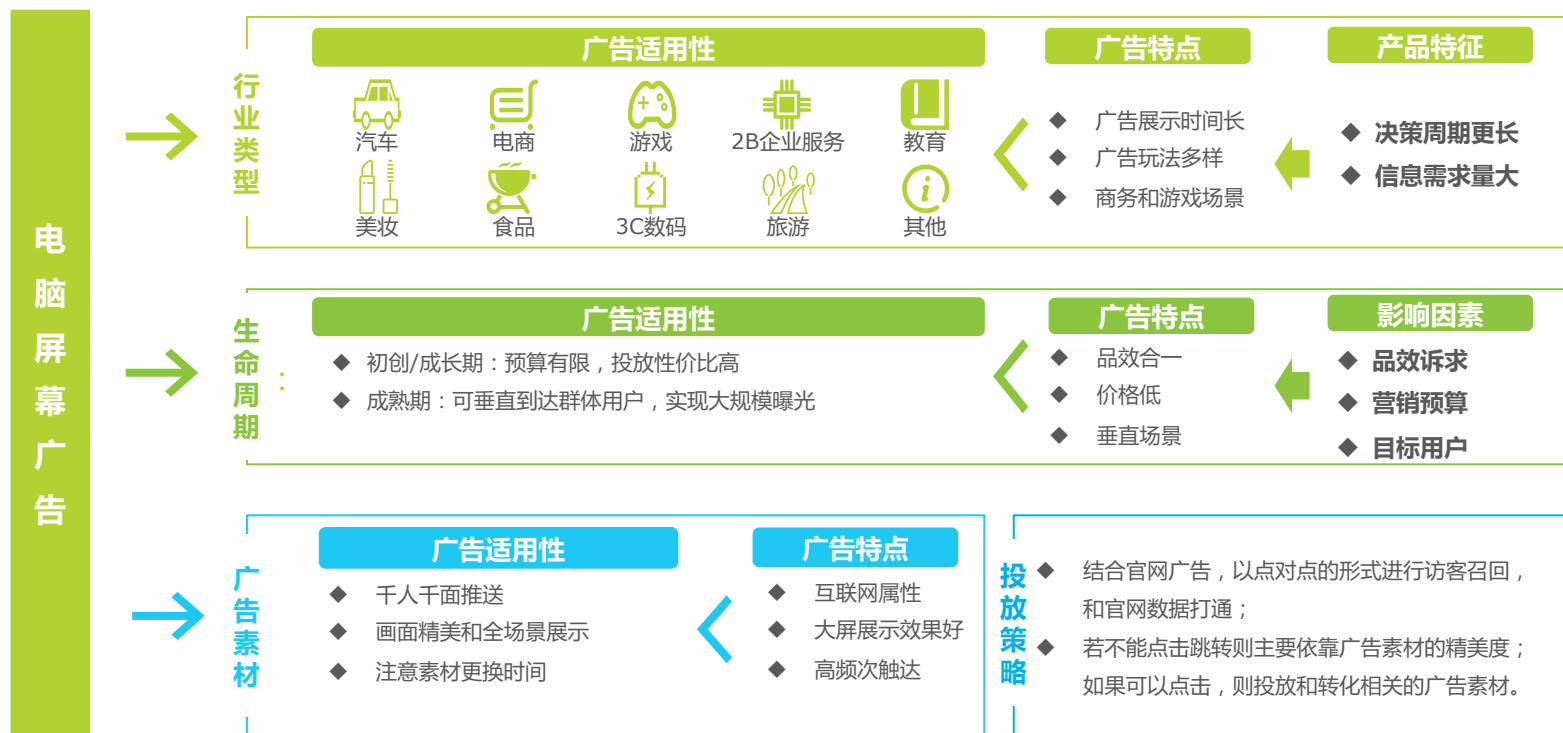 电脑屏幕广告
行业类型
广告适用性
汽车
电商
游戏
2B企业服务
教育
美妆
食品
3C数码
旅游
其他
广告特点
◆ 广告展示时间长
◆ 广告玩法多样
◆ 商务和游戏场景
产品特征
◆ 决策周期更长
◆ 信息需求量大
生命周期：
广告适用性
◆ 初创/成长期：预算有限，投放性价比高
◆ 成熟期：可垂直到达群体用户，实现大规模曝光
广告特点
◆ 品效合一
◆ 价格低
◆ 垂直场景
影响因素
◆ 品效诉求
◆ 营销预算
◆ 目标用户
广告素材
广告适用性
◆ 千人千面推送
◆ 画面精美和全场景展示
◆ 注意素材更换时间
广告特点
◆ 互联网属性
◆ 大屏展示效果好
◆ 高频次触达
投放策略
◆ 结合官网广告，以点对点的形式进行访客召回，
和官网数据打通；
◆ 若不能点击跳转则主要依靠广告素材的精美度；
如果可以点击，则投放和转化相关的广告素材。